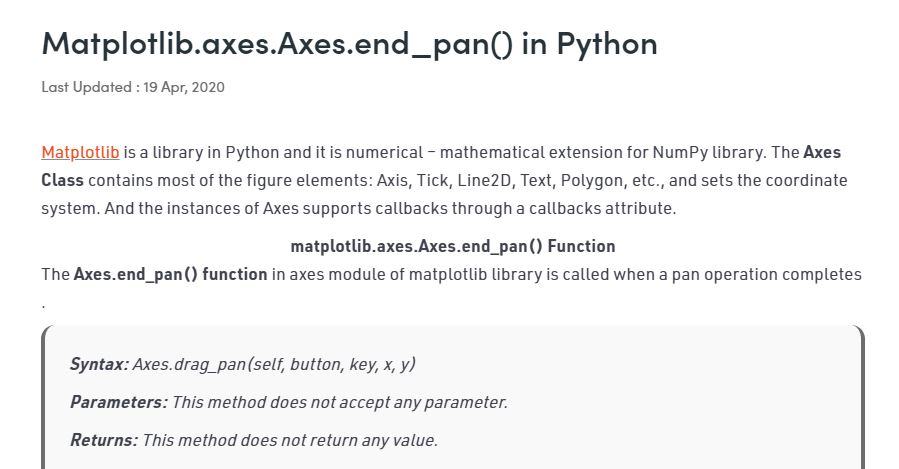 Matplotlib.axes.Axes.end_pan() in Python
Last Updated : 19 Apr, 2020
Matplotlib is a library in Python and it is numerical – mathematical extension for NumPy library. The Axes
Class contains most of the figure elements: Axis, Tick, Line2D, Text, Polygon, etc., and sets the coordinate
system. And the instances of Axes supports callbacks through a callbacks attribute.
matplotlib.axes.Axes.end_pan() Function
The Axes.end_pan() function in axes module of matplotlib library is called when a pan operation completes
.
Syntax: Axes.drag_pan(self, button, key, x, y)
Parameters: This method does not accept any parameter.
Returns: This method does not return any value.